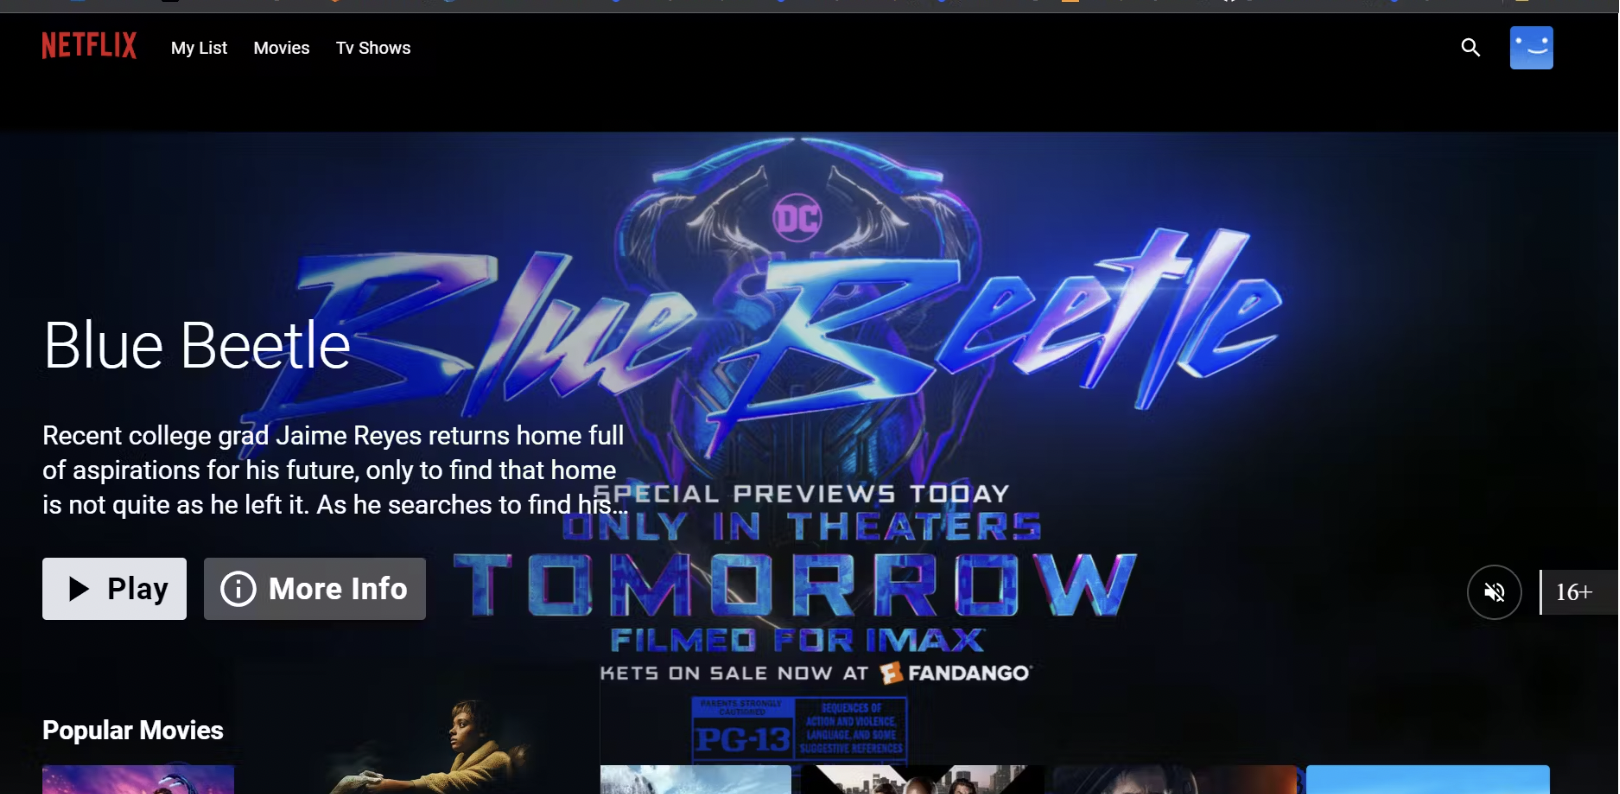 NETFLIX My List Movies Tv Shows
DC
Blue Beetle
Blue Beetle
Recent college grad Jaime Reyes returns home full
of aspirations for his future, only to find that home
is not quite as he left it. As he searches to find his...
SPECIAL PREVIEWS TODAY
ONLY IN THEATERS
TOMORROW
FILMED FOR IMAX
KETS ON SALE NOW AT FANDANGO
Play More Info
16+
PARENTS STRONGLY CAUTIONED
PG-13
SEQUENCES OF
ACTION AND VIOLENCE,
LANGUAGE, AND SOME
SUGGESTIVE REFERENCES
Popular Movies